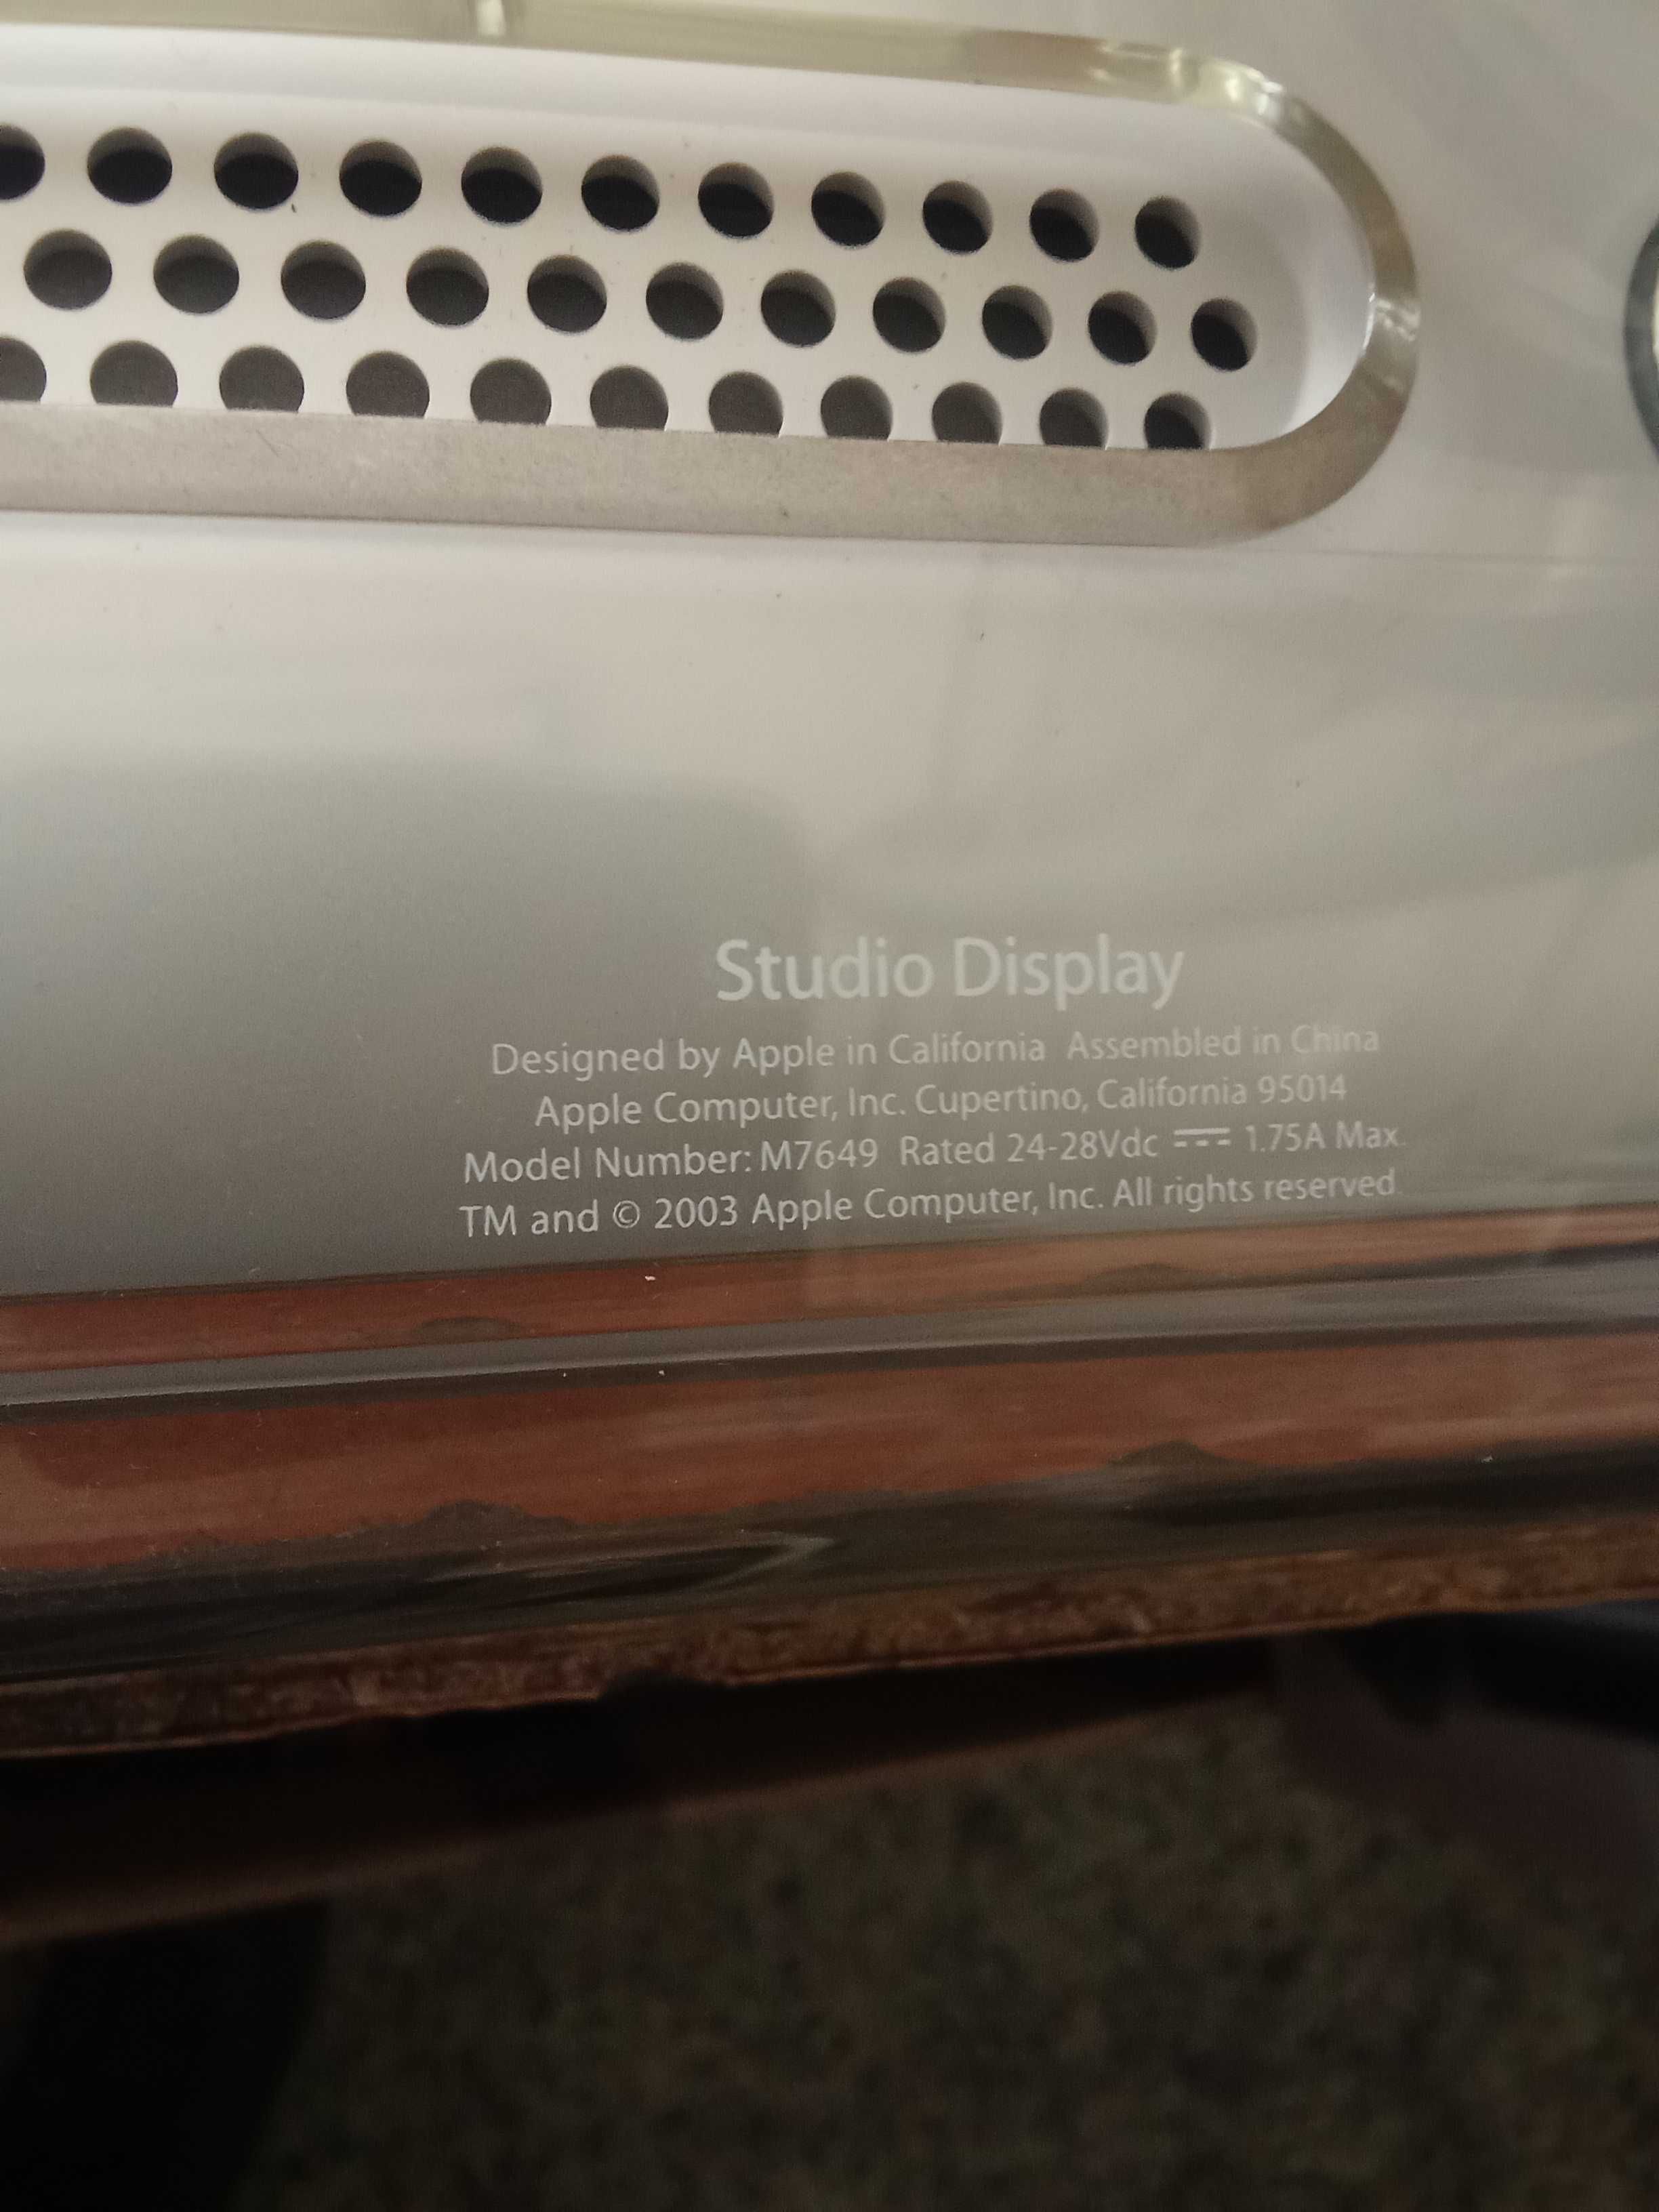 Studio Display
Designed by Apple in California Assembled in China
Apple Computer, Inc. Cupertino, California 95014
Model Number: M7649 Rated 24-28Vdc ⎓ 1.75A Max.
TM and © 2003 Apple Computer, Inc. All rights reserved.